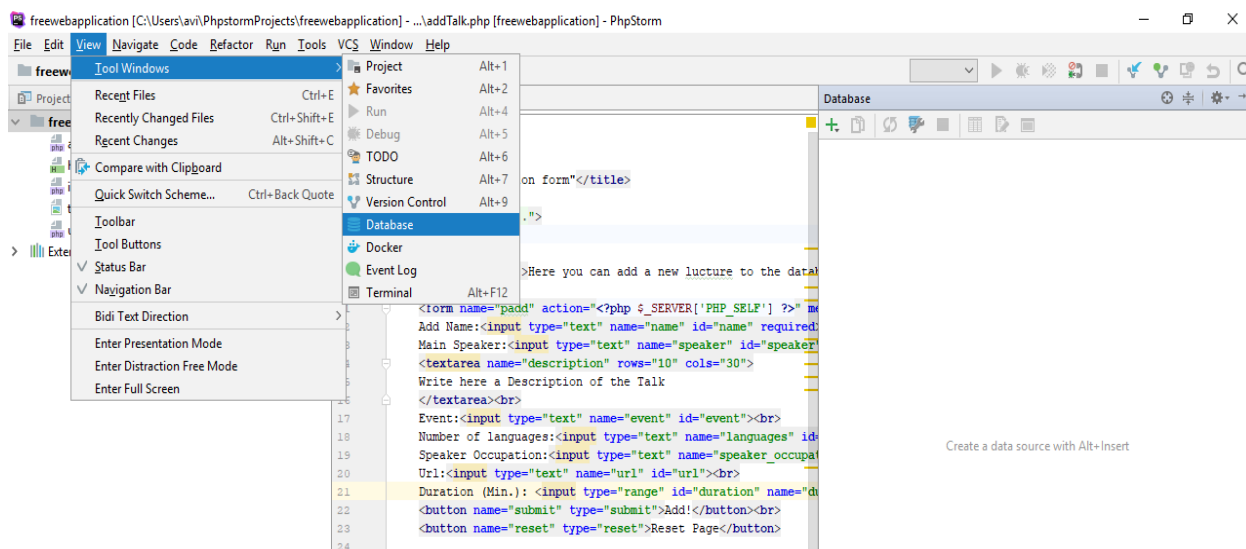 freewebapplication [C:\Users\avi\PhpstormProjects\freewebapplication] - ...\addTalk.php [freewebapplication] - PhpStorm
File Edit View Navigate Code Refactor Run Tools VCS Window Help
Tool Windows
Recent Files Ctrl+E
Recently Changed Files Ctrl+Shift+E
Recent Changes Alt+Shift+C
Compare with Clipboard
Quick Switch Scheme... Ctrl+Back Quote
Toolbar
Tool Buttons
Status Bar
Navigation Bar
Bidi Text Direction
Enter Presentation Mode
Enter Distraction Free Mode
Enter Full Screen
Project Alt+1
Favorites Alt+2
Run Alt+4
Debug Alt+5
TODO Alt+6
Structure Alt+7
Version Control Alt+9
Database
Docker
Event Log
Terminal Alt+F12
Project
on form"</title>
.">
>Here you can add a new lucture to the datab
<form name="padd" action="<?php $_SERVER['PHP_SELF'] ?>" me
Add Name:<input type="text" name="name" id="name" required>
Main Speaker:<input type="text" name="speaker" id="speaker"
<textarea name="description" rows="10" cols="30">
Write here a Description of the Talk
</textarea><br>
17 Event:<input type="text" name="event" id="event"><br>
18 Number of languages:<input type="text" name="languages" id=
19 Speaker Occupation:<input type="text" name="speaker_occupat
20 Url:<input type="text" name="url" id="url"><br>
21 Duration (Min.): <input type="range" id="duration" name="du
22 <button name="submit" type="submit">Add!</button><br>
23 <button name="reset" type="reset">Reset Page</button>
24
Database
Create a data source with Alt+Insert